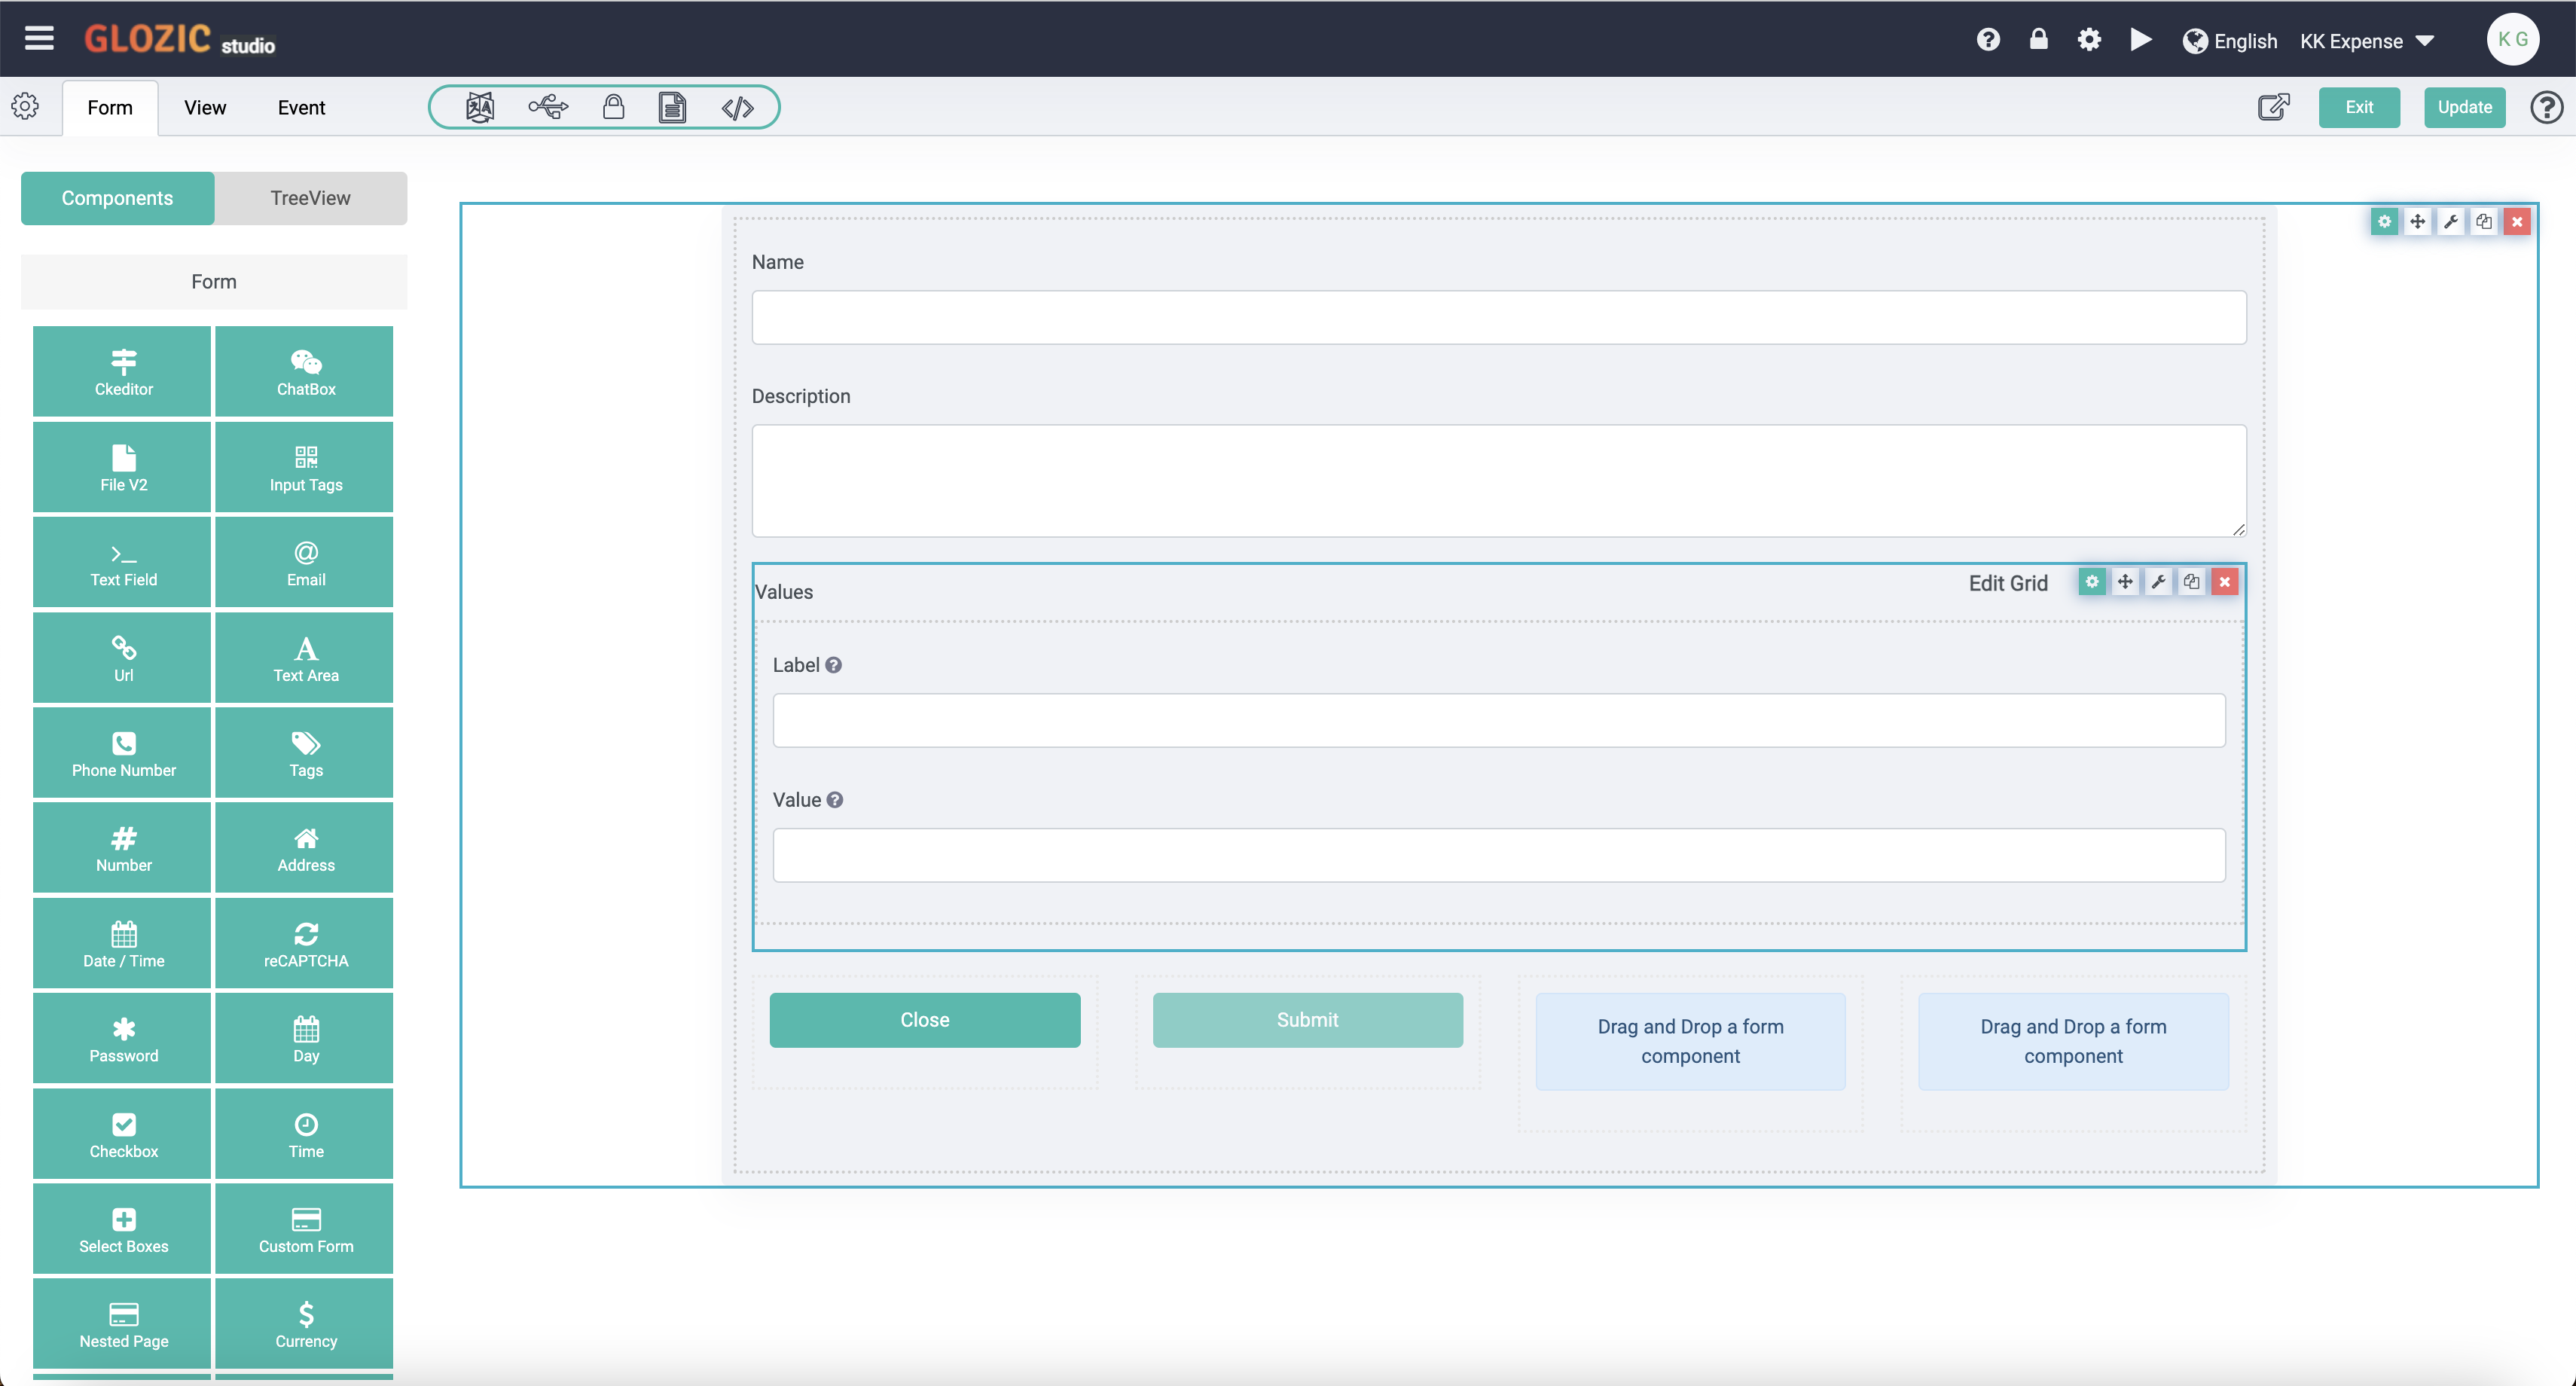 GLOZIC studio
English
KK Expense
K G
Form
View
Event
Exit
Update
Components
TreeView
Form
Ckeditor
ChatBox
File V2
Input Tags
Text Field
Email
Url
Text Area
Phone Number
Tags
Number
Address
Date / Time
reCAPTCHA
Password
Day
Checkbox
Time
Select Boxes
Custom Form
Nested Page
Currency
Name
Description
Values
Edit Grid
Label
Value
Close
Submit
Drag and Drop a form
component
Drag and Drop a form
component